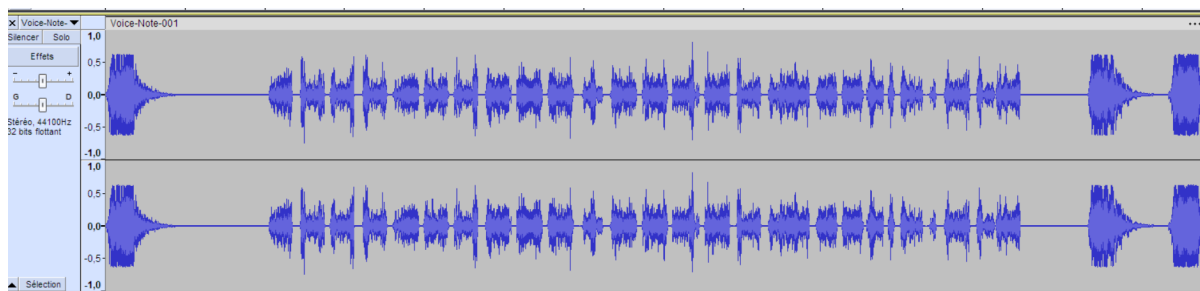 × Voice-Note- ▼ Voice-Note-001 ...
Silencer Solo
Effets
- +
G D
Stéréo, 44100Hz
32 bits flottant
1,0
0,5-
0,0-
-0,5-
-1,0
1,0
0,5-
0,0-
-0,5-
-1,0
▲ Sélection